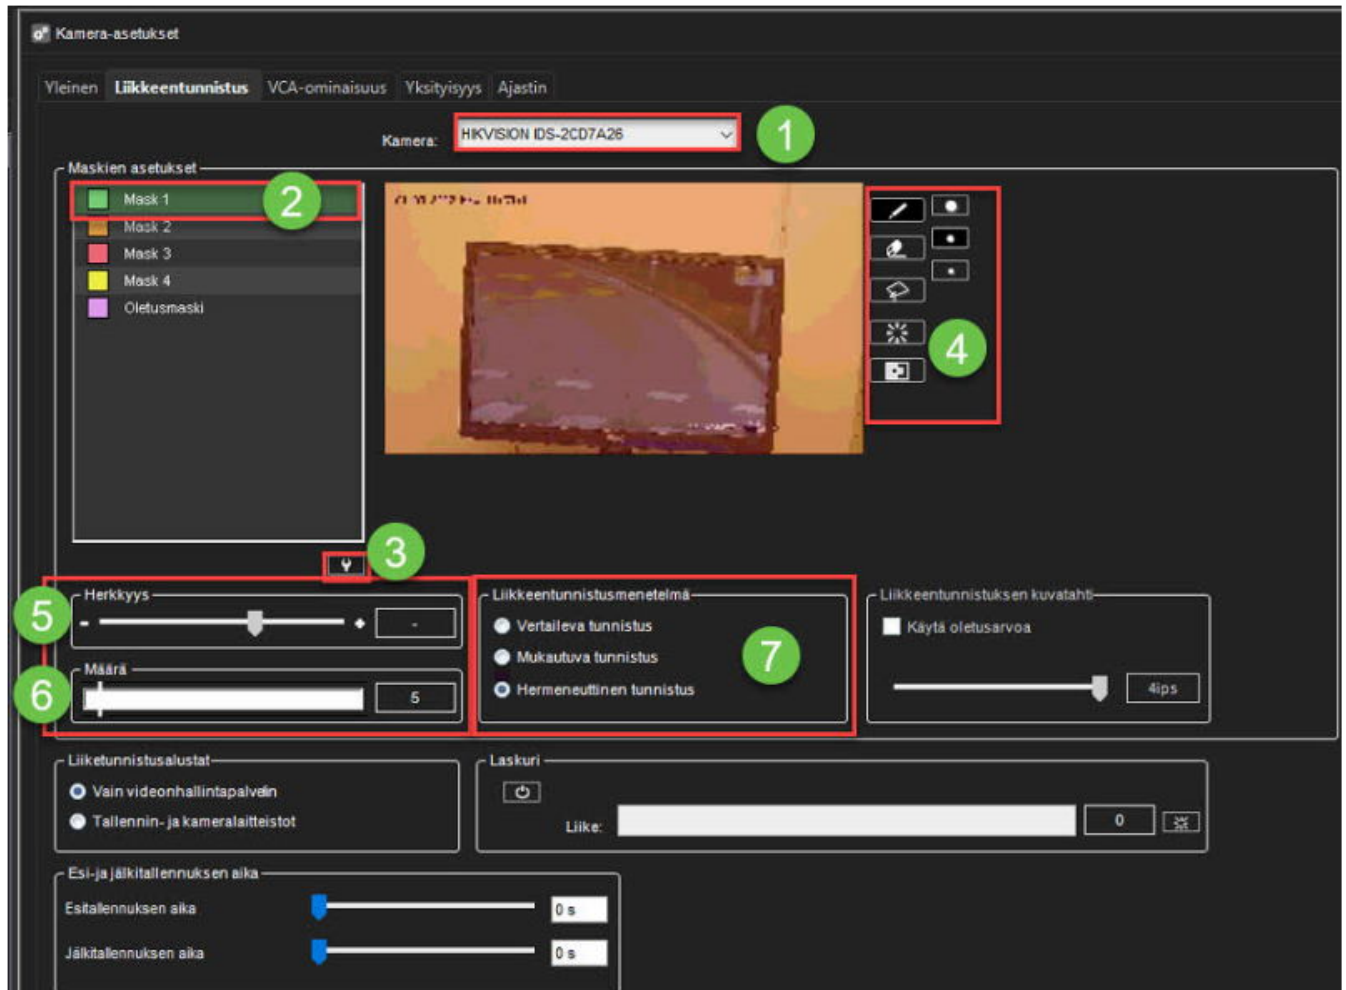 Kamera-asetukset
Yleinen Liikkeentunnistus VCA-ominaisuus Yksityisyys Ajastin
Kamera: HIKVISION IDS-2CD7A26 1
Maskien asetukset
Mask 1 2
Mask 2
Mask 3
Mask 4
Oletusmaski
4
3
5 Herkkyys
- + -
6 Määrä
5
Liikkeentunnistusmenetelmä
Vertaileva tunnistus
Mukautuva tunnistus
Hermeneuttinen tunnistus
7
Liikkeentunnistuksen kuvatahti
Käytä oletusarvoa
4ips
Liiketunnistusalustat
Vain videonhallintapalvelin
Tallennin- ja kameralaitteistot
Laskuri
Liike: 0
Esi-ja jälkitallennuksen aika
Esitallennuksen aika 0 s
Jälkitallennuksen aika 0 s